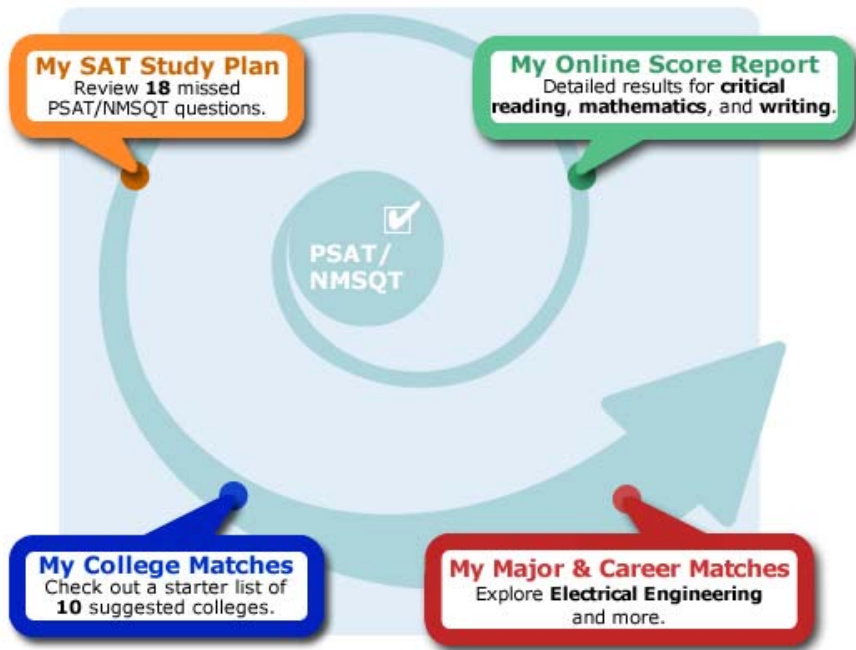 My SAT Study Plan
Review 18 missed
PSAT/NMSQT questions.
My Online Score Report
Detailed results for critical
reading, mathematics, and writing.
PSAT/
NMSQT
My College Matches
Check out a starter list of
10 suggested colleges.
My Major & Career Matches
Explore Electrical Engineering
and more.